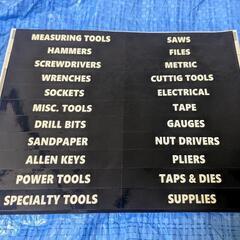 MEASURING TOOLS
HAMMERS
SCREWDRIVERS
WRENCHES
SOCKETS
MISC. TOOLS
DRILL BITS
SANDPAPER
ALLEN KEYS
POWER TOOLS
SPECIALTY TOOLS
SAWS
FILES
METRIC
CUTTIG TOOLS
ELECTRICAL
TAPE
GAUGES
NUT DRIVERS
PLIERS
TAPS & DIES
SUPPLIES